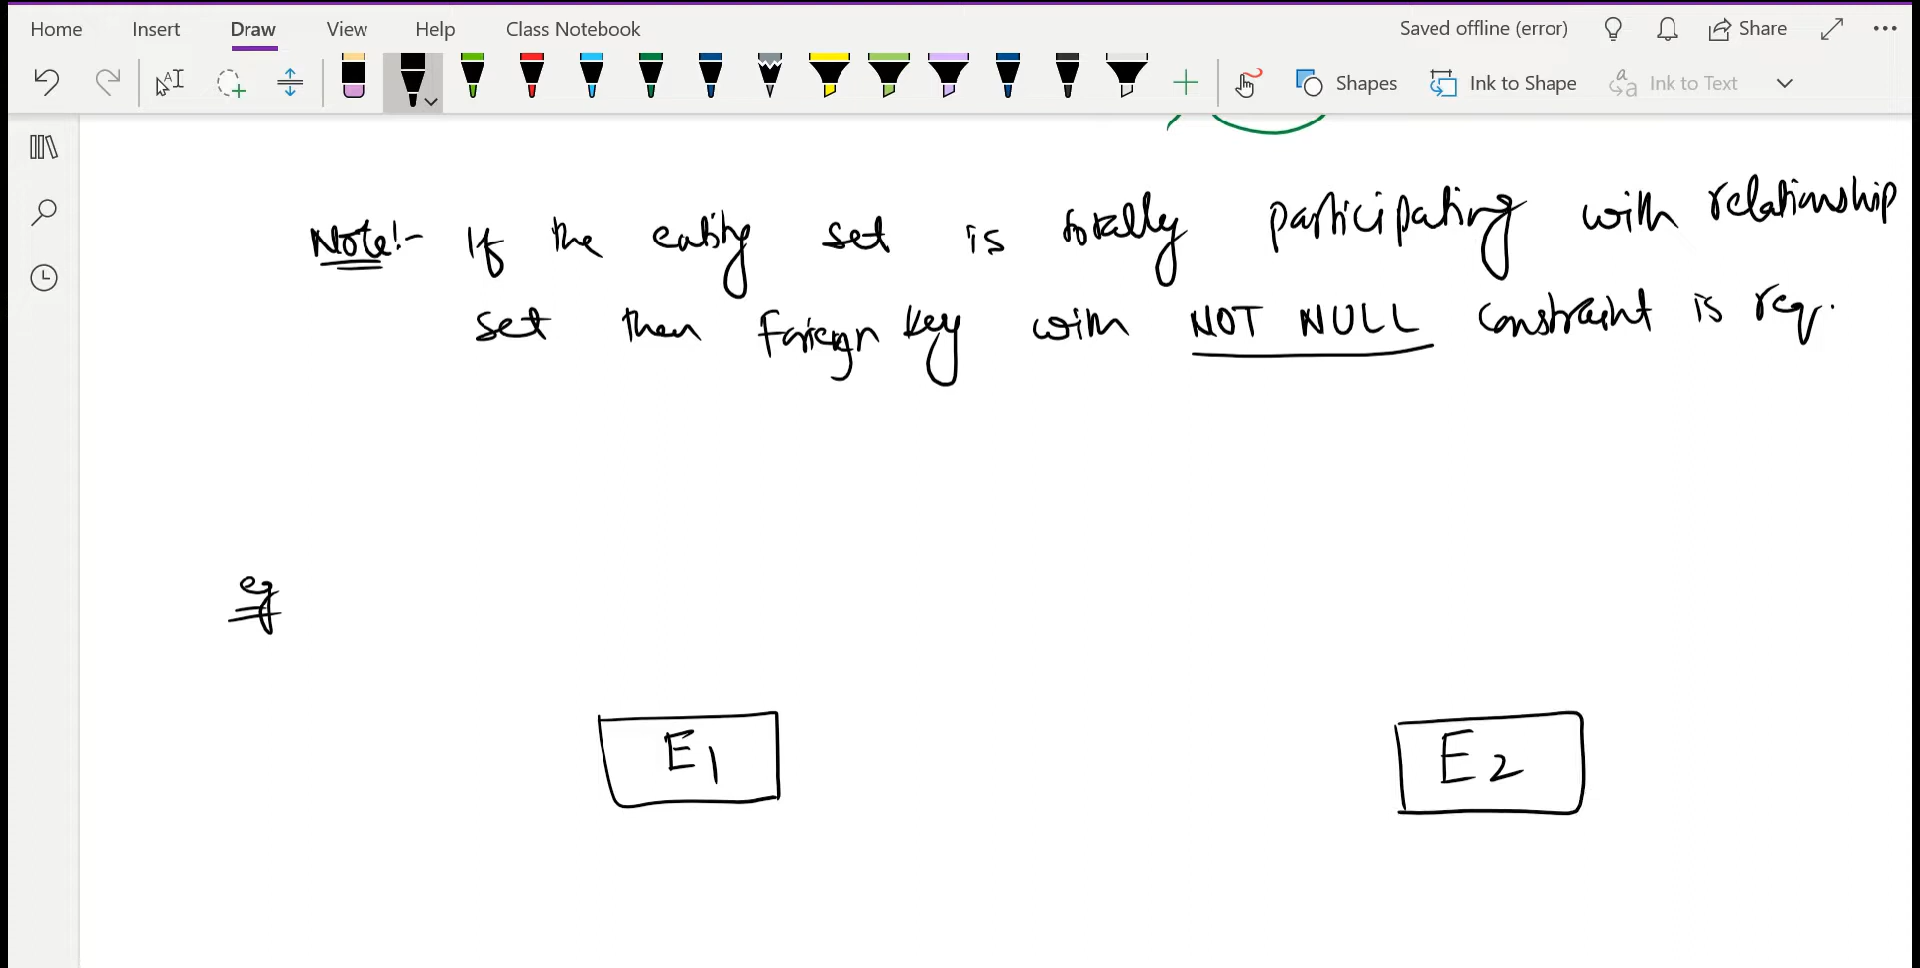 Home Insert Draw View Help Class Notebook Saved offline (error) Share
Shapes Ink to Shape Ink to Text
Note!- If the entity set is totally participating with relationship
set then Foreign key with NOT NULL constraint is req.
eg
E1 E2